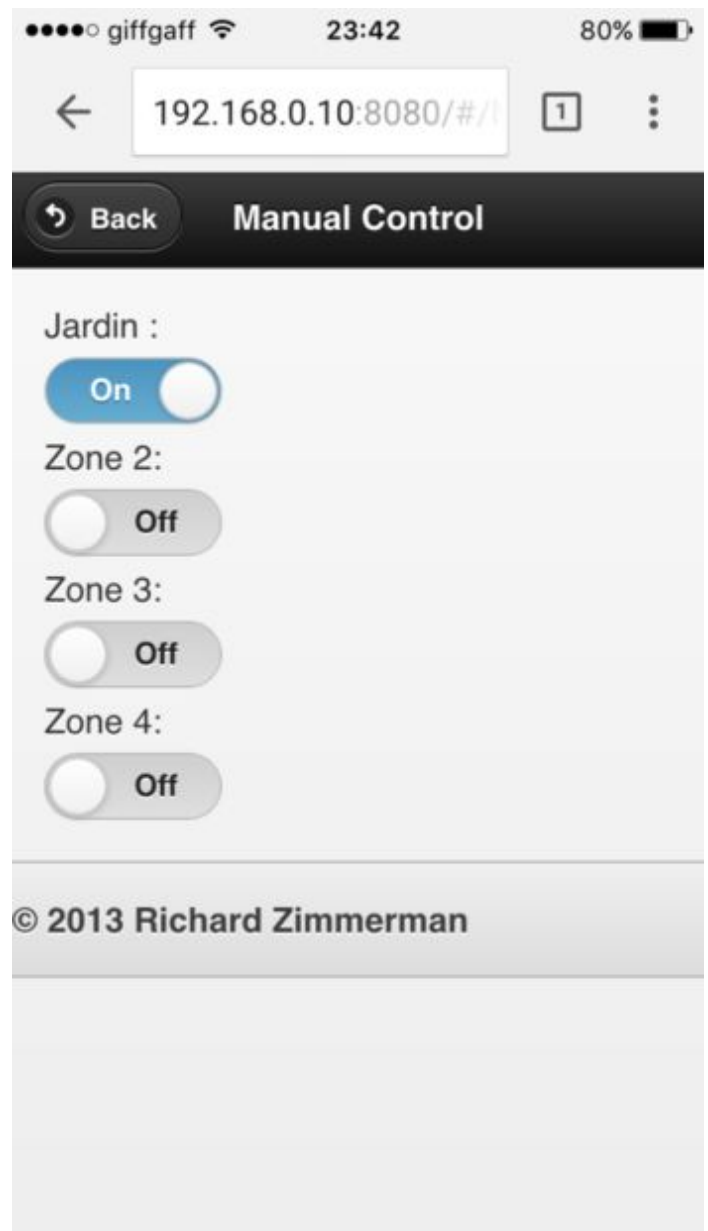 giffgaff 23:42 80%
192.168.0.10:8080/#/ 1
Back Manual Control
Jardin :
On
Zone 2:
Off
Zone 3:
Off
Zone 4:
Off
© 2013 Richard Zimmerman